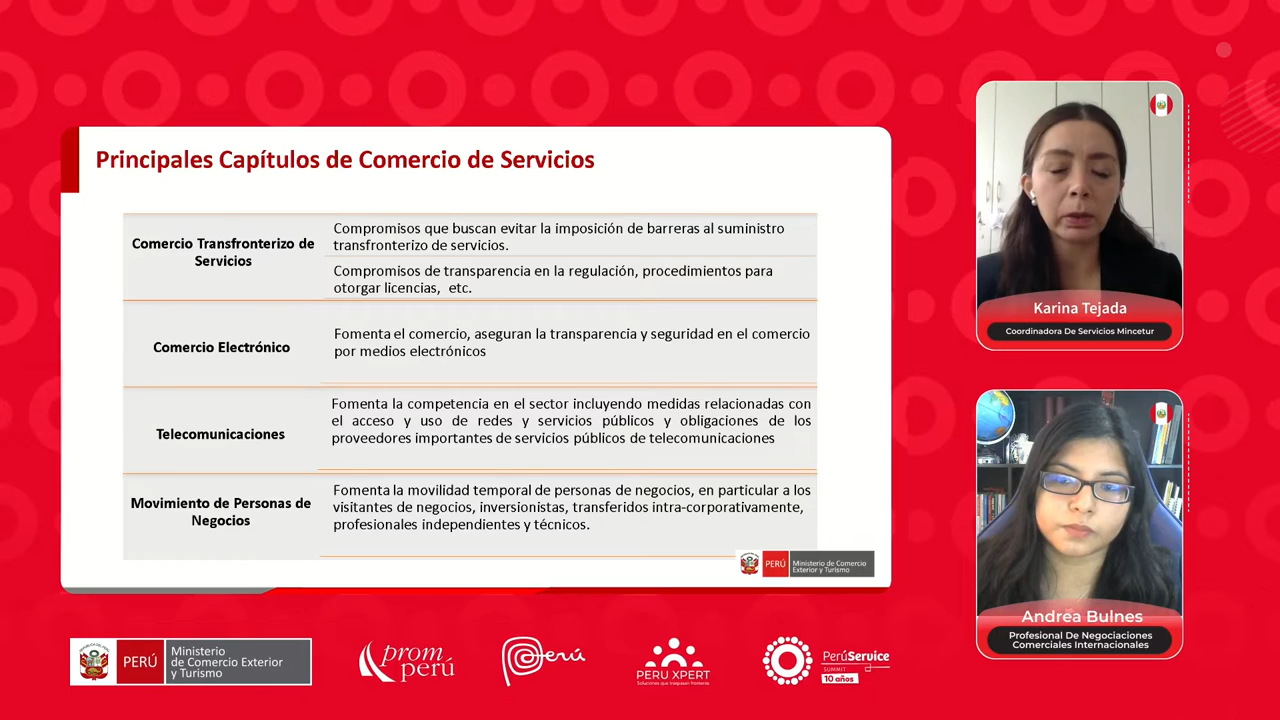 Principales Capítulos de Comercio de Servicios
Comercio Transfronterizo de
Servicios
Compromisos que buscan evitar la imposición de barreras al suministro
transfronterizo de servicios.
Compromisos de transparencia en la regulación, procedimientos para
otorgar licencias, etc.
Comercio Electrónico
Fomenta el comercio, aseguran la transparencia y seguridad en el comercio
por medios electrónicos
Telecomunicaciones
Fomenta la competencia en el sector incluyendo medidas relacionadas con
el acceso y uso de redes y servicios públicos y obligaciones de los
proveedores importantes de servicios públicos de telecomunicaciones
Movimiento de Personas de
Negocios
Fomenta la movilidad temporal de personas de negocios, en particular a los
visitantes de negocios, inversionistas, transferidos intra-corporativamente,
profesionales independientes y técnicos.
PERÚ
Ministerio de Comercio
Exterior y Turismo
Karina Tejada
Coordinadora De Servicios Mincetur
Andrea Bulnes
Profesional De Negociaciones
Comerciales Internacionales
PERÚ
Ministerio
de Comercio Exterior
y Turismo
prom
perú
Perú
PERU XPERT
Soluciones que traspasan fronteras
PerúService
SUMMIT
10 años